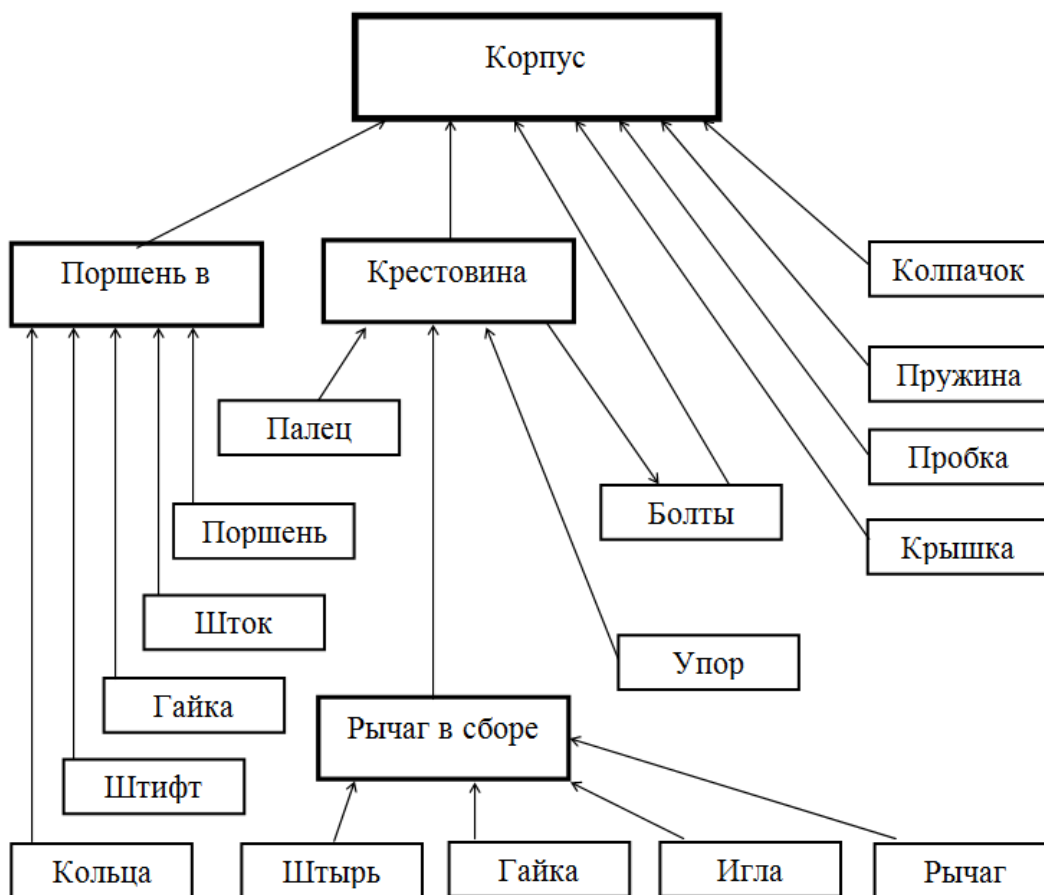 Корпус
Поршень в
Крестовина
Колпачок
Пружина
Палец
Пробка
Болты
Поршень
Крышка
Шток
Упор
Гайка
Рычаг в сборе
Штифт
Кольца
Штырь
Гайка
Игла
Рычаг